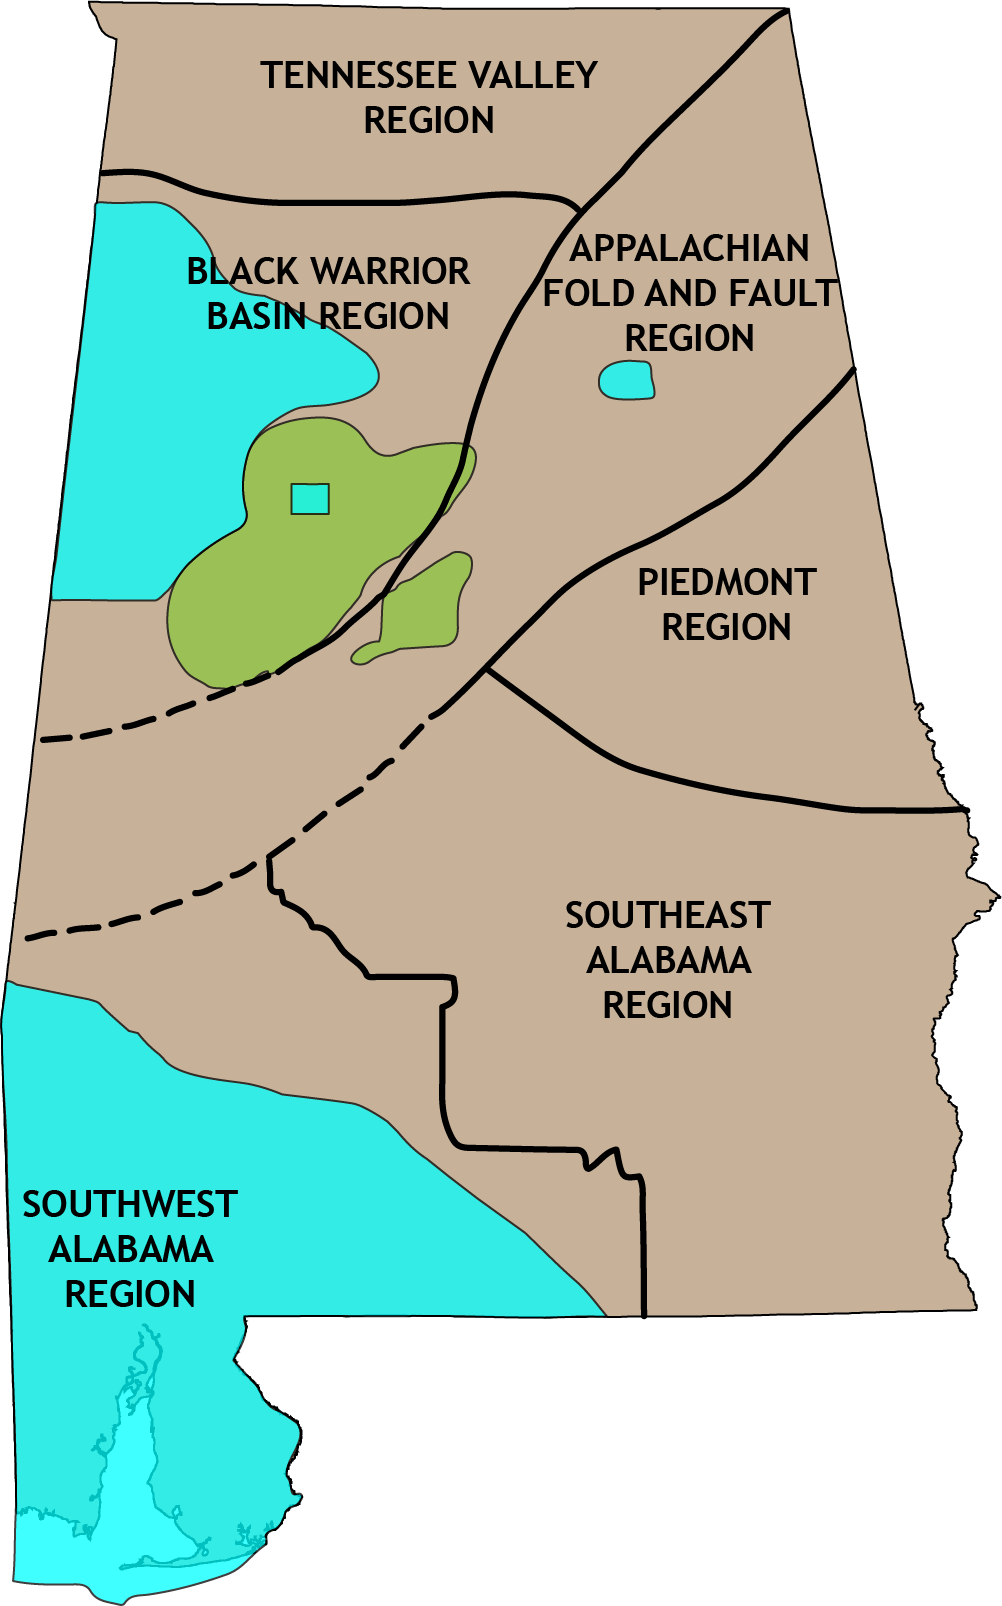 TENNESSEE VALLEY
REGION
APPALACHIAN
FOLD AND FAULT
REGION
BLACK WARRIOR
BASIN REGION
PIEDMONT
REGION
SOUTHEAST
ALABAMA
REGION
SOUTHWEST
ALABAMA
REGION